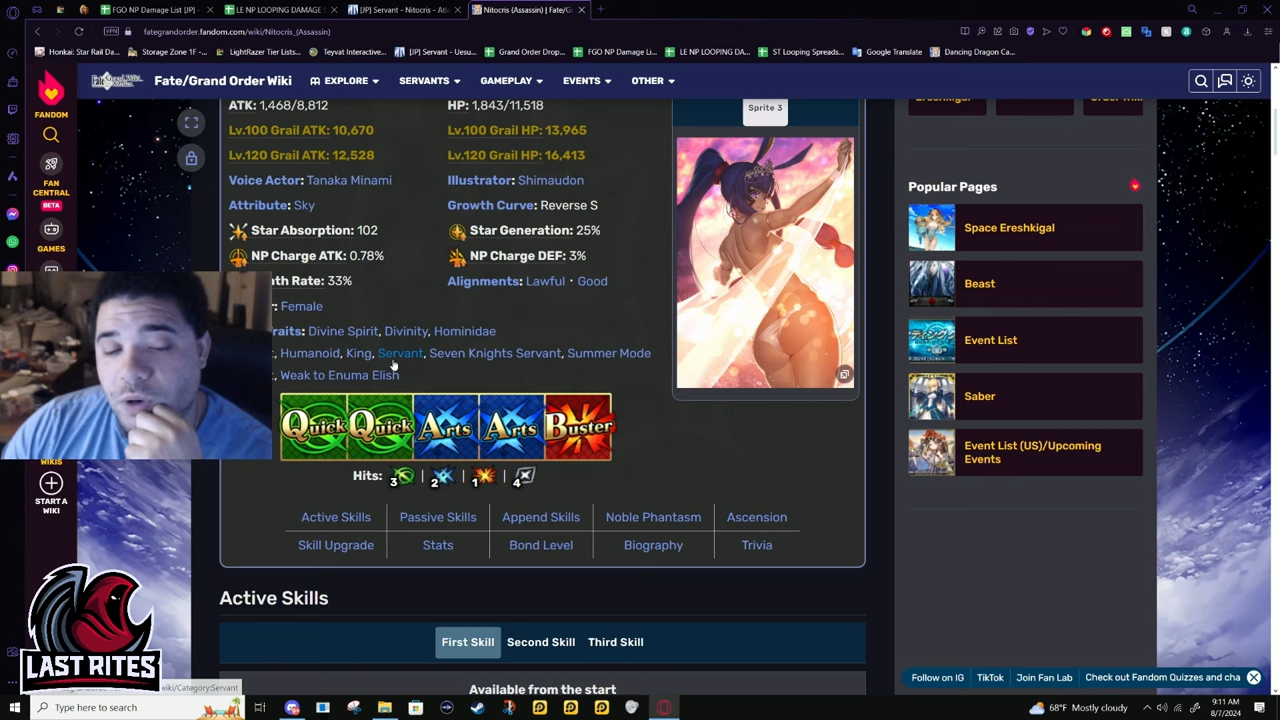 FGO NP Damage List [JP] -
LE NP LOOPING DAMAGE
[JP] Servant - Nitocris - Atl
Nitocris (Assassin) | Fate/G
VPN
fategrandorder.fandom.com/wiki/Nitocris_(Assassin)
Honkai: Star Rail Da...
Storage Zone 1F -...
LightRazer Tier Lists...
Teyvat Interactive...
[JP] Servant - Uesu...
Grand Order Drop...
FGO NP Damage Li...
LE NP LOOPING DA...
ST Looping Spreads...
Google Translate
Dancing Dragon Ca...
Fate/Grand Order Wiki
EXPLORE
SERVANTS
GAMEPLAY
EVENTS
OTHER
FANDOM
FAN
CENTRAL
BETA
GAMES
WIKIS
START A
WIKI
ATK: 1,468/8,812
HP: 1,843/11,518
Lv.100 Grail ATK: 10,670
Lv.100 Grail HP: 13,965
Lv.120 Grail ATK: 12,528
Lv.120 Grail HP: 16,413
Voice Actor: Tanaka Minami
Illustrator: Shimaudon
Attribute: Sky
Growth Curve: Reverse S
Star Absorption: 102
Star Generation: 25%
NP Charge ATK: 0.78%
NP Charge DEF: 3%
th Rate: 33%
Alignments: Lawful · Good
Female
Divine Spirit, Divinity, Hominidae
Humanoid, King, Servant, Seven Knights Servant, Summer Mode
Weak to Enuma Elish
Quick Quick Arts Arts Buster
Hits: 3 | 2 | 1 | 4
Active Skills
Passive Skills
Append Skills
Noble Phantasm
Ascension
Skill Upgrade
Stats
Bond Level
Biography
Trivia
Active Skills
First Skill
Second Skill
Third Skill
Available from the start
Sprite 3
Ereshkigal
Order Wiki
Popular Pages
Space Ereshkigal
Beast
Event List
Saber
Event List (US)/Upcoming
Events
Follow on IG
TikTok
Join Fan Lab
Check out Fandom Quizzes and cha
LAST RITES
wiki/Category:Servant
Type here to search
68°F Mostly cloudy
9:11 AM
8/7/2024